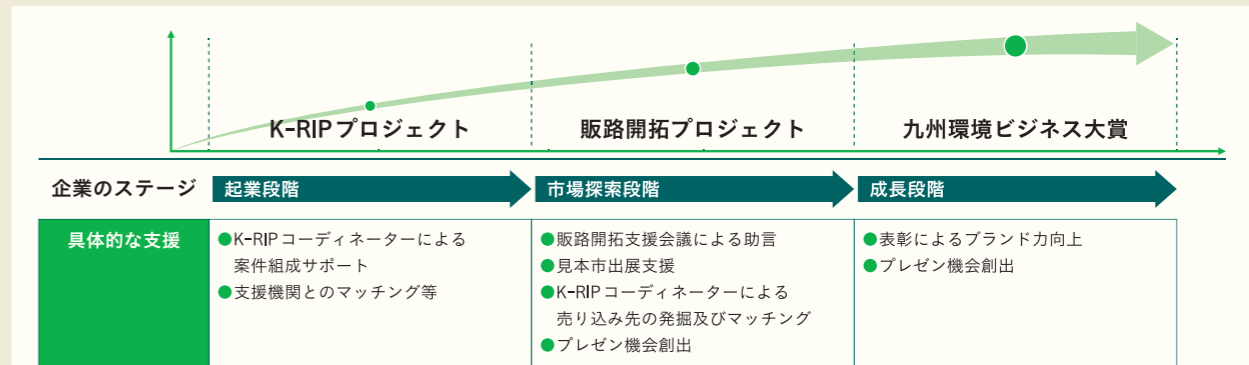 K-RIPプロジェクト
販路開拓プロジェクト
九州環境ビジネス大賞
企業のステージ
起業段階
市場探索段階
成長段階
具体的な支援
●K-RIPコーディネーターによる
案件組成サポート
●支援機関とのマッチング等
●販路開拓支援会議による助言
●見本市出展支援
●K-RIPコーディネーターによる
売り込み先の発掘及びマッチング
●プレゼン機会創出
●表彰によるブランド力向上
●プレゼン機会創出